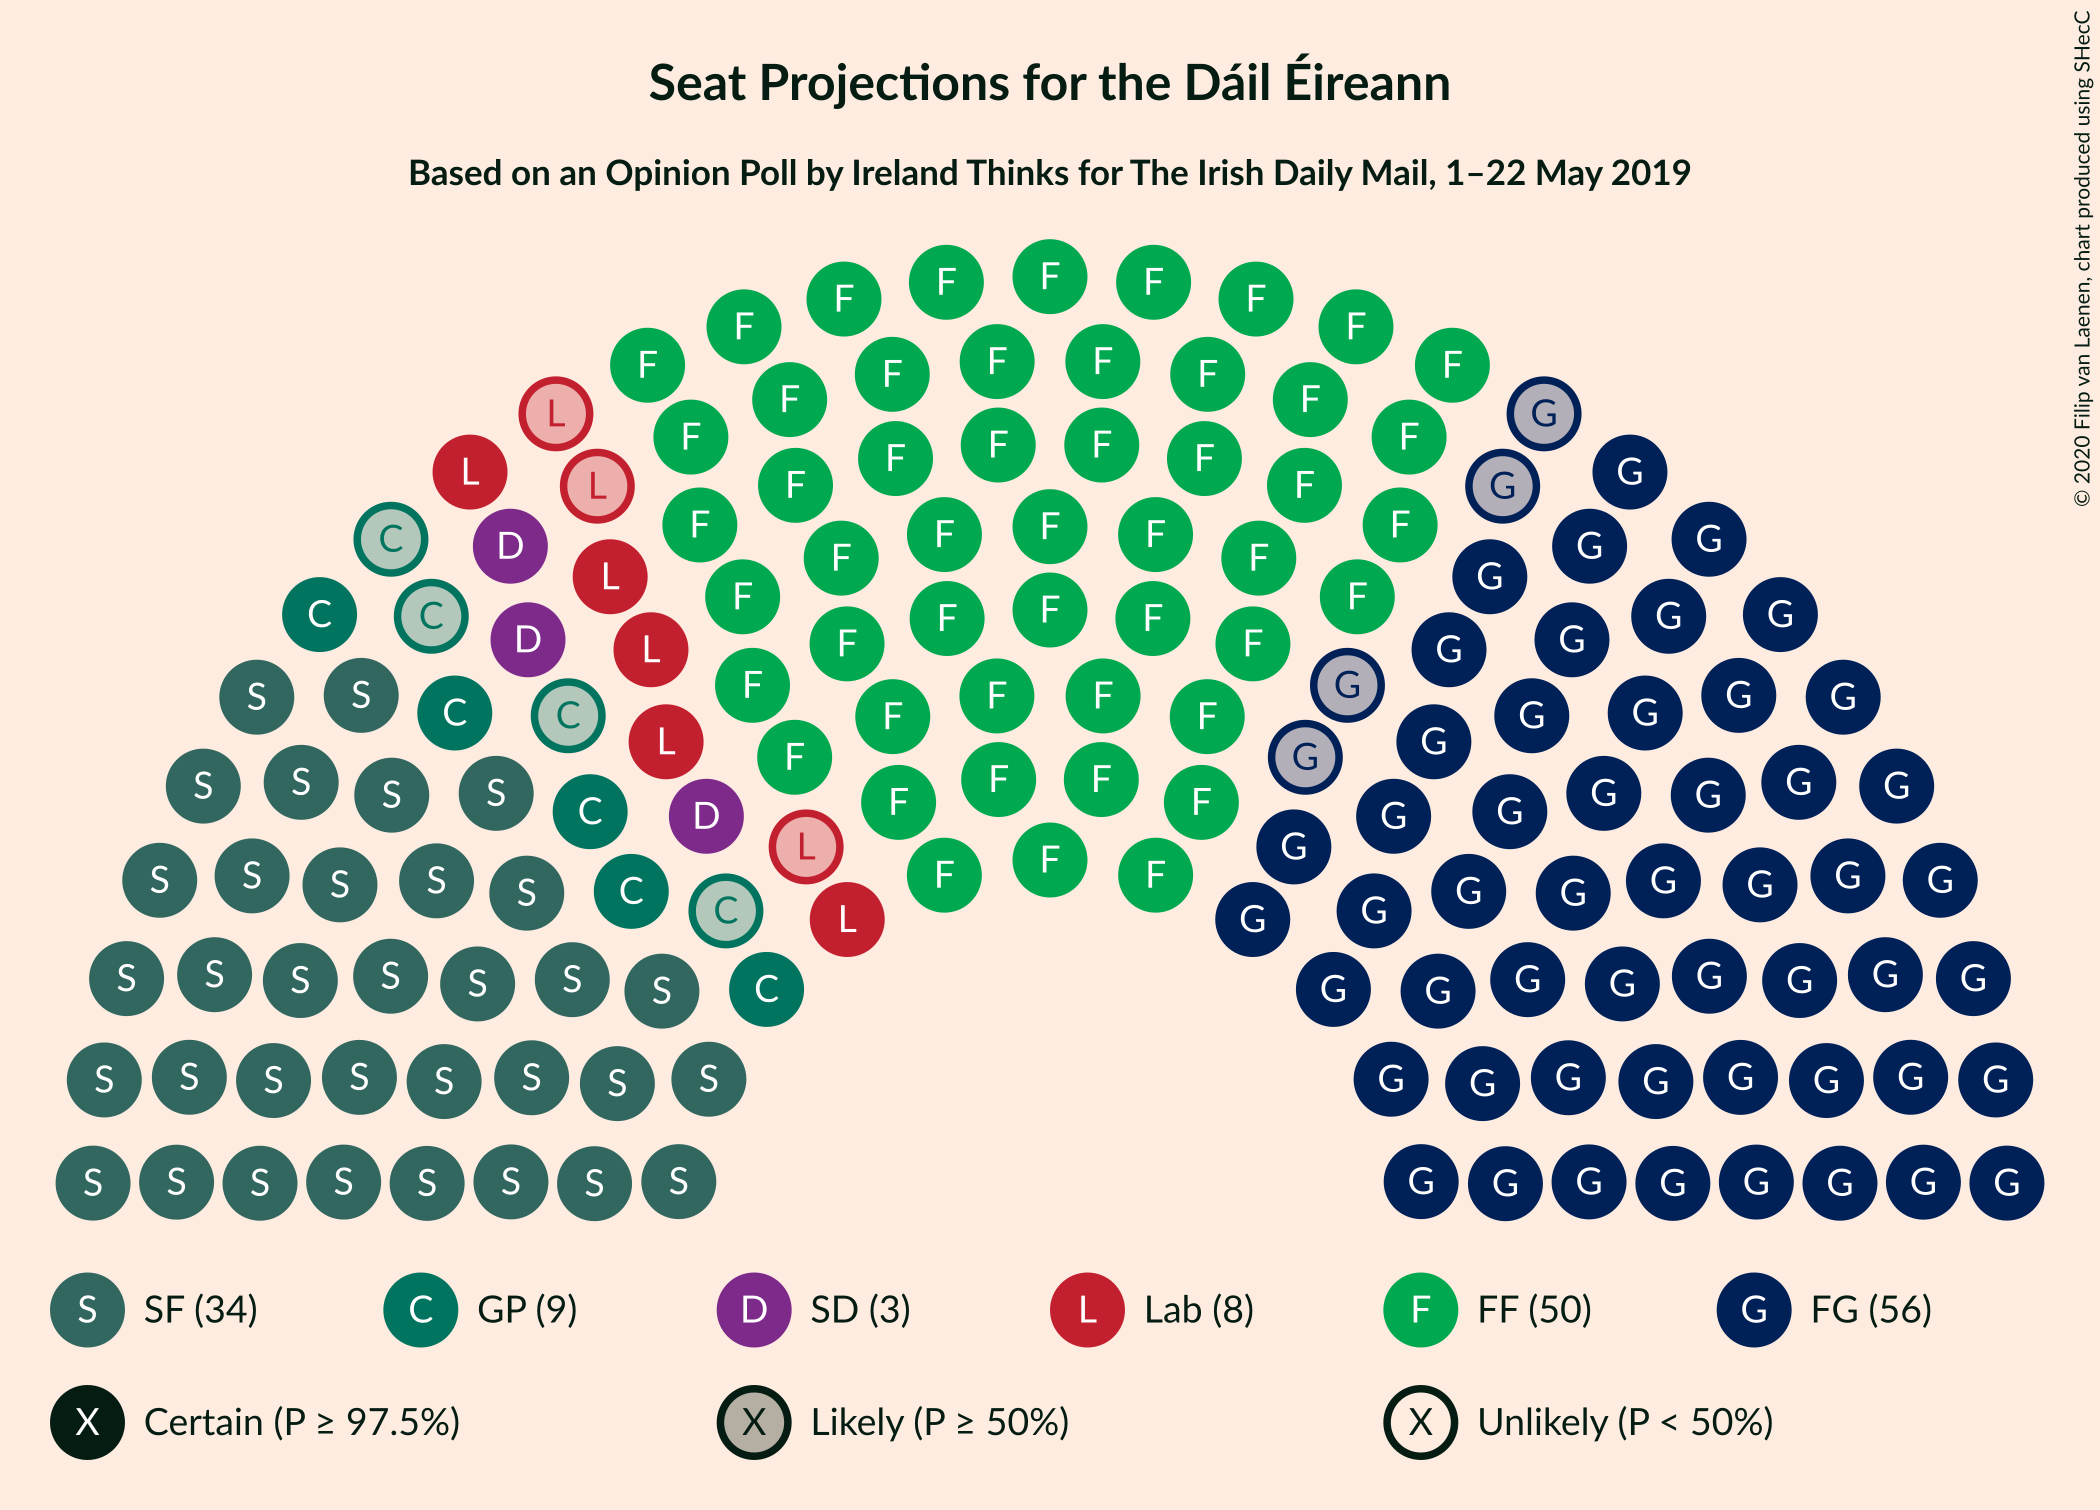 Seat Projections for the Dáil Éireann
Based on an Opinion Poll by Ireland Thinks for The Irish Daily Mail, 1–22 May 2019
© 2020 Filip van Laenen, chart produced using SHecC
F F F F F
F F
F F F F F F
L F F G
F F F F F F
L L F F G G
C D F F F F F G G
L F F G
C C F F F F F G G
D L F F G G
S S C C F F F F F G G G G G
L F G G
S S S S C D F F F F G G G G G G
L G
S S S S S C C L F F F G G G G G G G G
S S S S S S S C G G G G G G G G
S S S S S S S S G G G G G G G G
S S S S S S S S G G G G G G G G
S SF (34) C GP (9) D SD (3) L Lab (8) F FF (50) G FG (56)
X Certain (P ≥ 97.5%) X Likely (P ≥ 50%) X Unlikely (P < 50%)